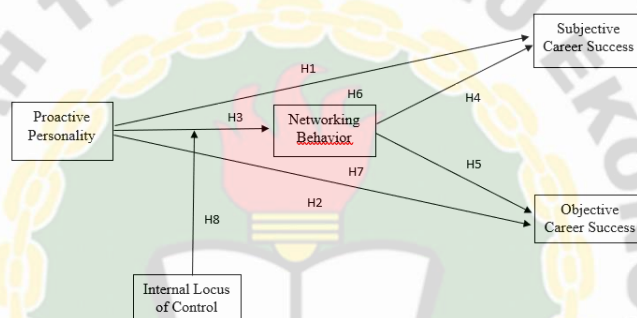 Subjective
Career Success
H1
H6
H4
Proactive
Personality
H3
Networking
Behavior
H7
H5
H2
H8
Objective
Career Success
Internal Locus
of Control